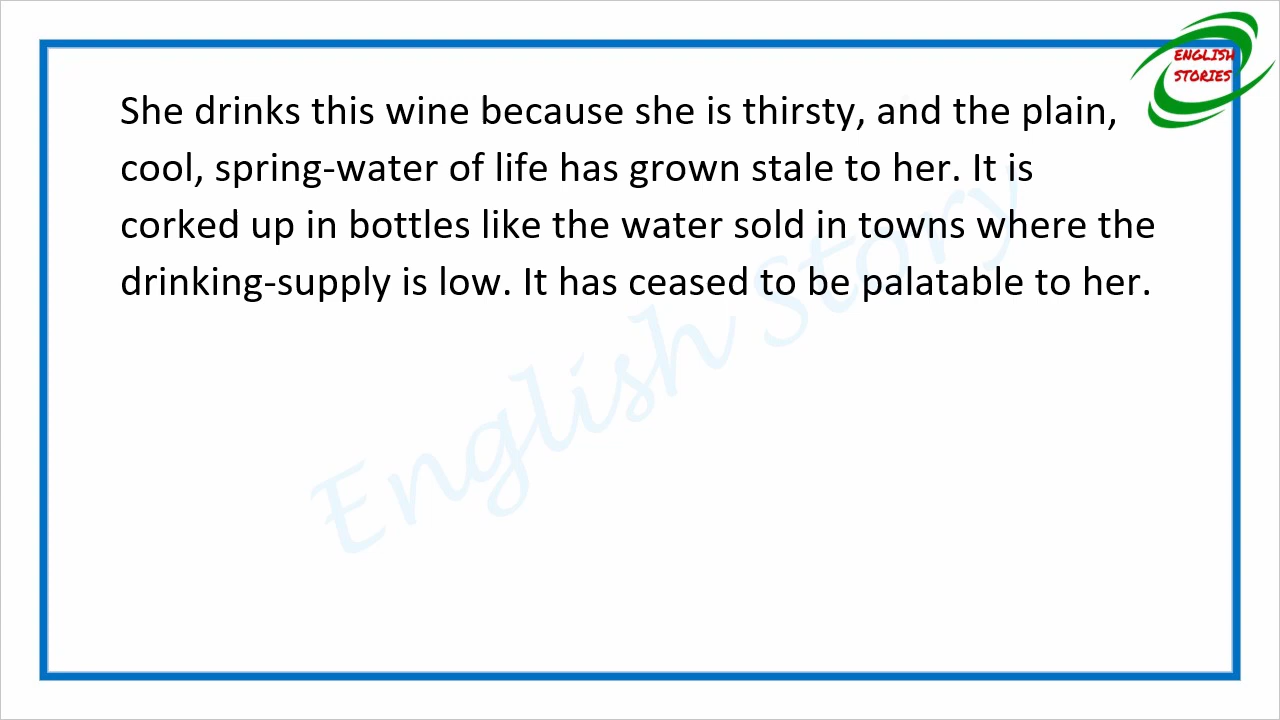 ENGLISH
STORIES
She drinks this wine because she is thirsty, and the plain,
cool, spring-water of life has grown stale to her. It is
corked up in bottles like the water sold in towns where the
drinking-supply is low. It has ceased to be palatable to her.
English Story